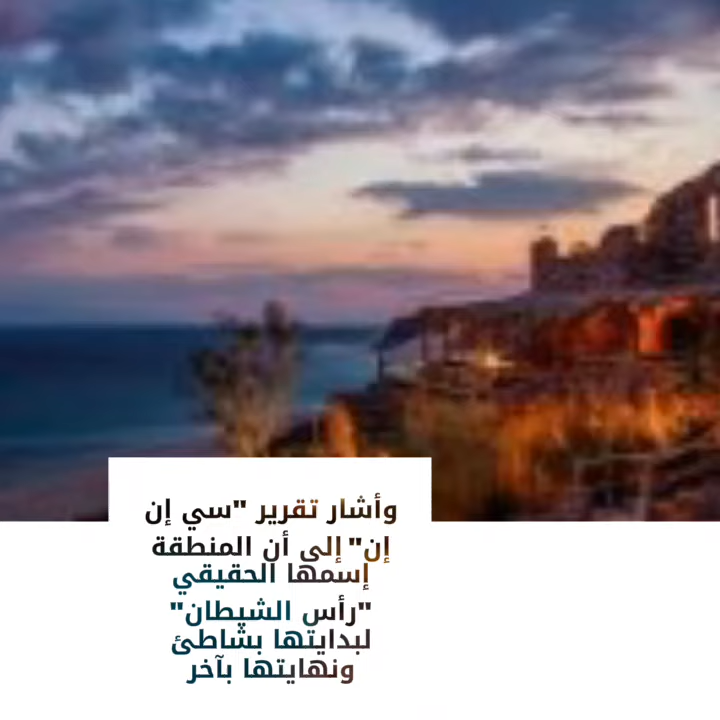 وأشار تقرير "سي إن
إن" إلى أن المنطقة
إسمها الحقيقي
"رأس الشيطان"
لبدايتها بشاطئ
ونهايتها بآخر